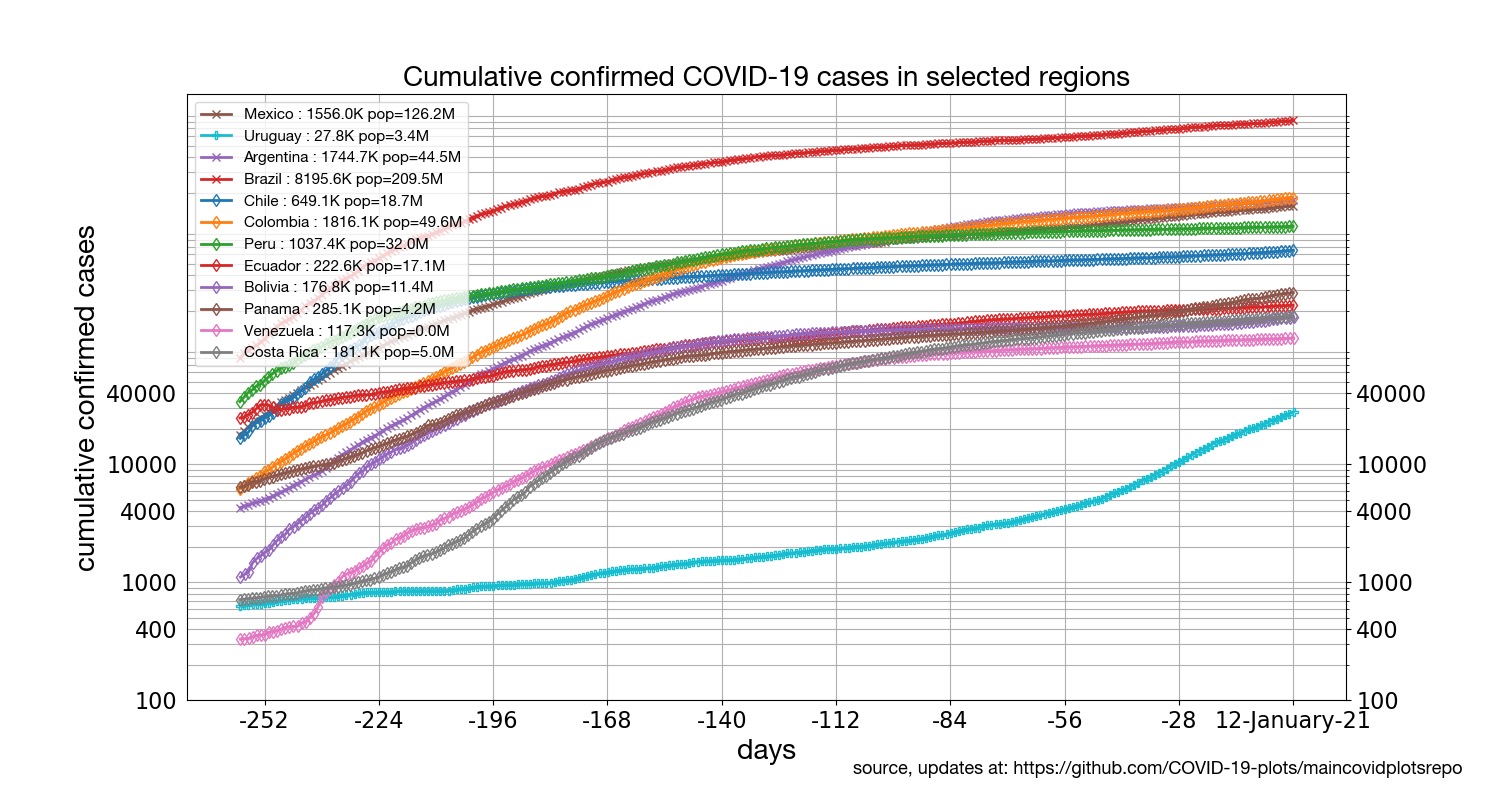 Cumulative confirmed COVID-19 cases in selected regions
Mexico : 1556.0K pop=126.2M
Uruguay : 27.8K pop=3.4M
Argentina : 1744.7K pop=44.5M
Brazil : 8195.6K pop=209.5M
Chile : 649.1K pop=18.7M
Colombia : 1816.1K pop=49.6M
Peru : 1037.4K pop=32.0M
Ecuador : 222.6K pop=17.1M
Bolivia : 176.8K pop=11.4M
Panama : 285.1K pop=4.2M
Venezuela : 117.3K pop=0.0M
Costa Rica : 181.1K pop=5.0M
cumulative confirmed cases
40000 40000
10000 10000
4000 4000
1000 1000
400 400
100 100
-252 -224 -196 -168 -140 -112 -84 -56 -28 12-January-21
days
source, updates at: https://github.com/COVID-19-plots/maincovidplotsrepo